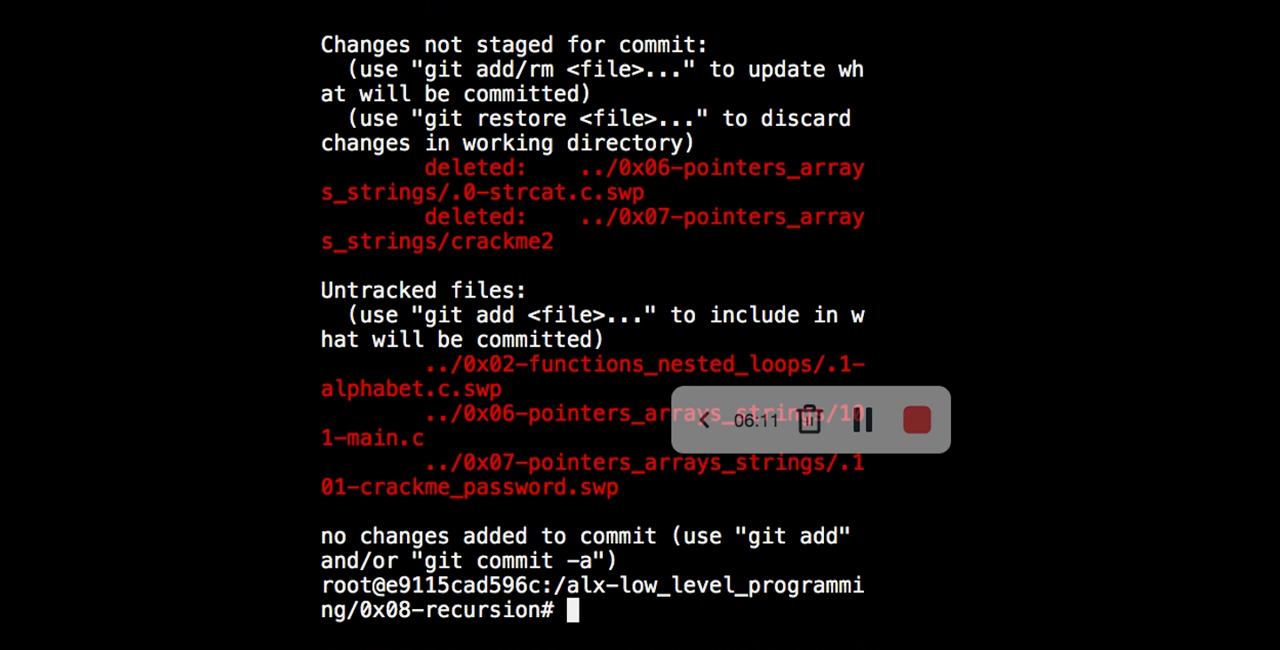 Changes not staged for commit:
(use "git add/rm <file>..." to update wh
at will be committed)
(use "git restore <file>..." to discard
changes in working directory)
deleted:    ../0x06-pointers_array
s_strings/.0-strcat.c.swp
deleted:    ../0x07-pointers_array
s_strings/crackme2
Untracked files:
(use "git add <file>..." to include in w
hat will be committed)
../0x02-functions_nested_loops/.1-
alphabet.c.swp
../0x06-pointers_arrays_strings/10
06:11
1-main.c
../0x07-pointers_arrays_strings/.1
01-crackme_password.swp
no changes added to commit (use "git add"
and/or "git commit -a")
root@e9115cad596c:/alx-low_level_programmi
ng/0x08-recursion#